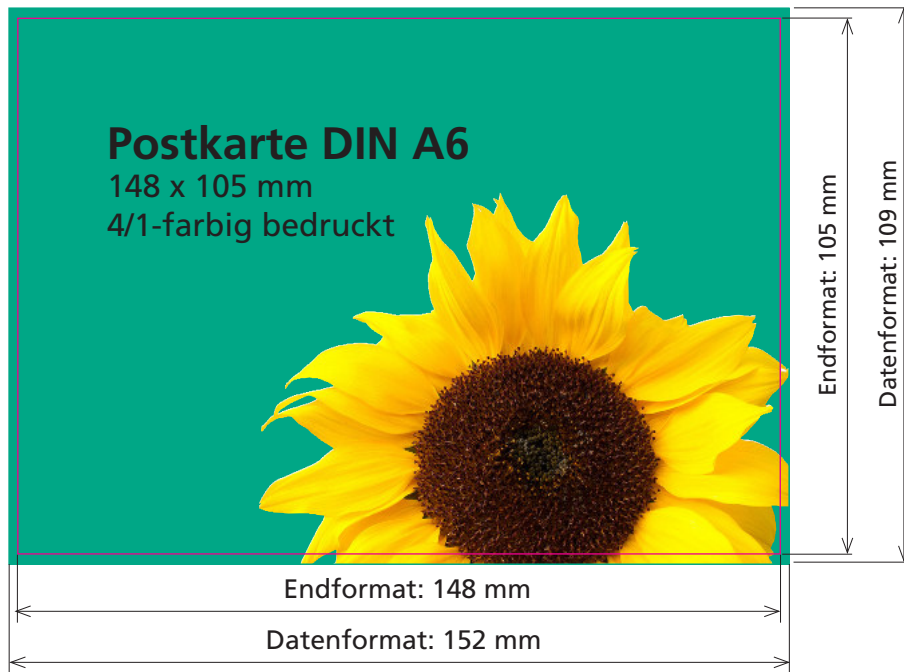 Postkarte DIN A6
148 x 105 mm
4/1-farbig bedruckt
Endformat: 105 mm
Datenformat: 109 mm
Endformat: 148 mm
Datenformat: 152 mm